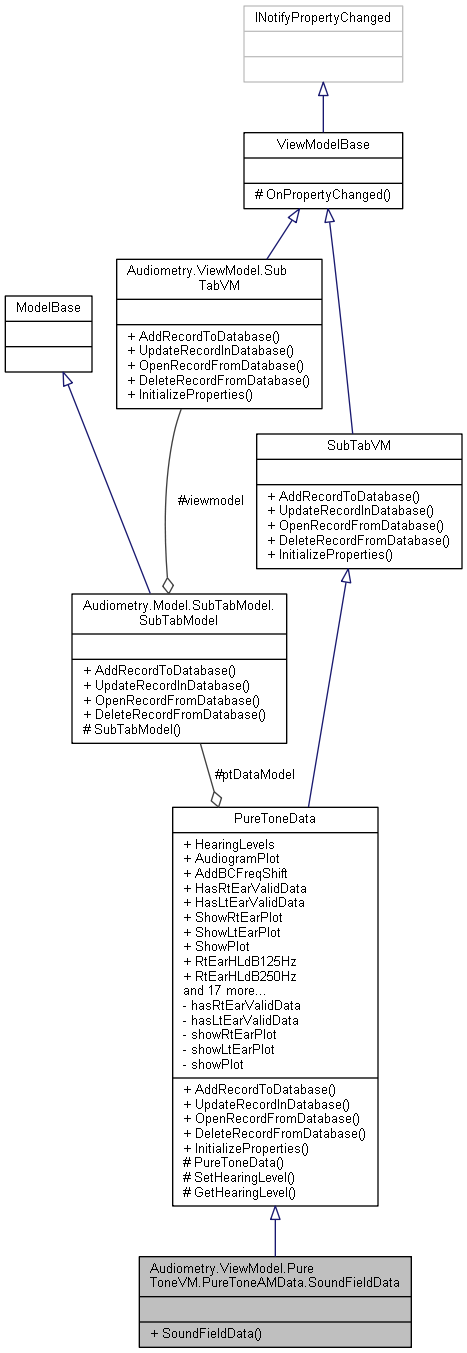 INotifyPropertyChanged
ViewModelBase
# OnPropertyChanged()
Audiometry.ViewModel.Sub
TabVM
+ AddRecordToDatabase()
+ UpdateRecordInDatabase()
+ OpenRecordFromDatabase()
+ DeleteRecordFromDatabase()
+ InitializeProperties()
ModelBase
SubTabVM
+ AddRecordToDatabase()
+ UpdateRecordInDatabase()
+ OpenRecordFromDatabase()
+ DeleteRecordFromDatabase()
+ InitializeProperties()
#viewmodel
Audiometry.Model.SubTabModel.
SubTabModel
+ AddRecordToDatabase()
+ UpdateRecordInDatabase()
+ OpenRecordFromDatabase()
+ DeleteRecordFromDatabase()
# SubTabModel()
#ptDataModel
PureToneData
+ HearingLevels
+ AudiogramPlot
+ AddBCFreqShift
+ HasRtEarValidData
+ HasLtEarValidData
+ ShowRtEarPlot
+ ShowLtEarPlot
+ ShowPlot
+ RtEarHLdB125Hz
+ RtEarHLdB250Hz
and 17 more...
- hasRtEarValidData
- hasLtEarValidData
- showRtEarPlot
- showLtEarPlot
- showPlot
+ AddRecordToDatabase()
+ UpdateRecordInDatabase()
+ OpenRecordFromDatabase()
+ DeleteRecordFromDatabase()
+ InitializeProperties()
# PureToneData()
# SetHearingLevel()
# GetHearingLevel()
Audiometry.ViewModel.Pure
ToneVM.PureToneAMData.SoundFieldData
+ SoundFieldData()